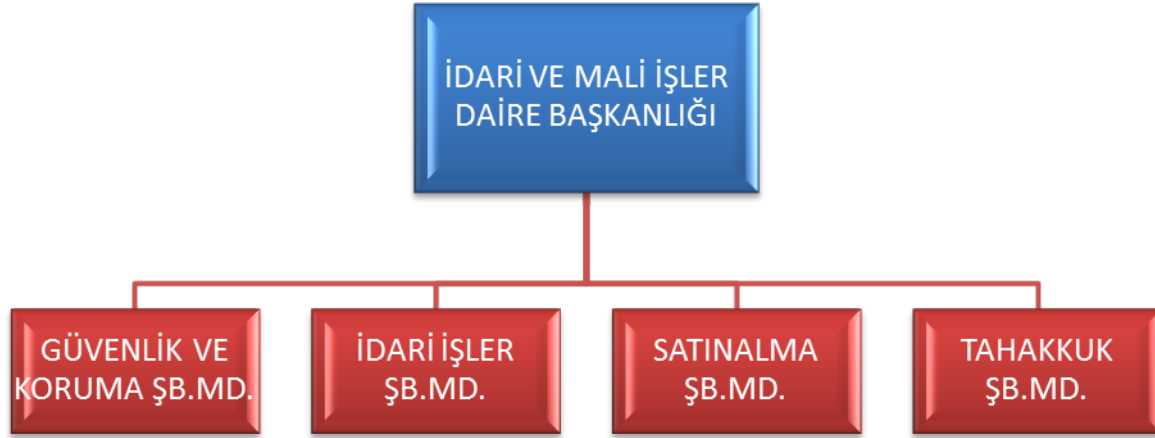 İDARİ VE MALİ İŞLER
DAİRE BAŞKANLIĞI
GÜVENLİK VE
KORUMA ŞB.MD.
İDARİ İŞLER
ŞB.MD.
SATINALMA
ŞB.MD.
TAHAKKUK
ŞB.MD.